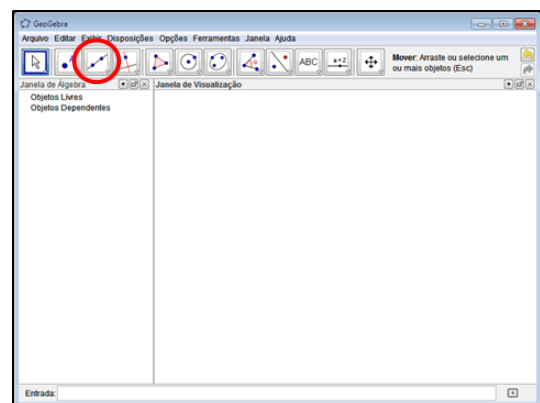 GeoGebra
Arquivo Editar Exibir Disposições Opções Ferramentas Janela Ajuda
ABC
a=2
Mover: Arraste ou selecione um
ou mais objetos (Esc)
Janela de Álgebra
Janela de Visualização
Objetos Livres
Objetos Dependentes
Entrada: